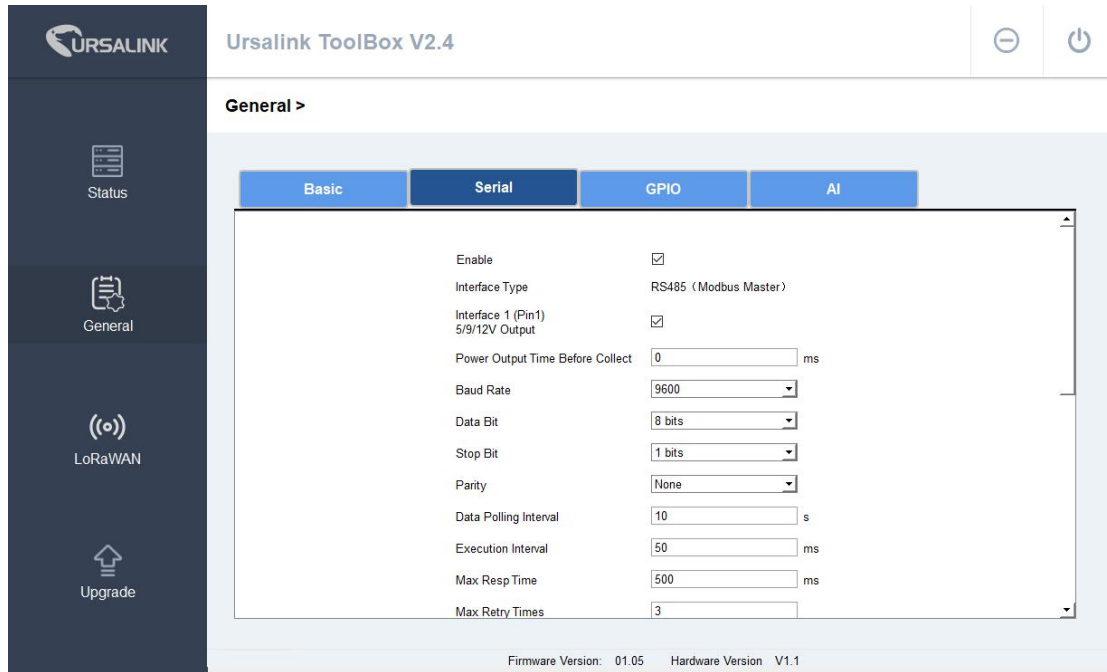 URSALINK
Ursalink ToolBox V2.4
General >
Status
General
LoRaWAN
Upgrade
Basic Serial GPIO AI
Enable
Interface Type RS485（Modbus Master）
Interface 1 (Pin1)
5/9/12V Output
Power Output Time Before Collect 0 ms
Baud Rate 9600
Data Bit 8 bits
Stop Bit 1 bits
Parity None
Data Polling Interval 10 s
Execution Interval 50 ms
Max Resp Time 500 ms
Max Retry Times 3
Firmware Version: 01.05 Hardware Version V1.1